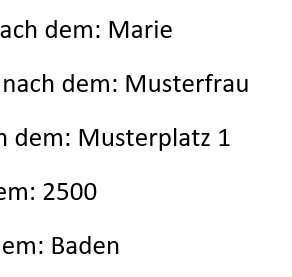 ach dem: Marie
nach dem: Musterfrau
dem: Musterplatz 1
em: 2500
em: Baden